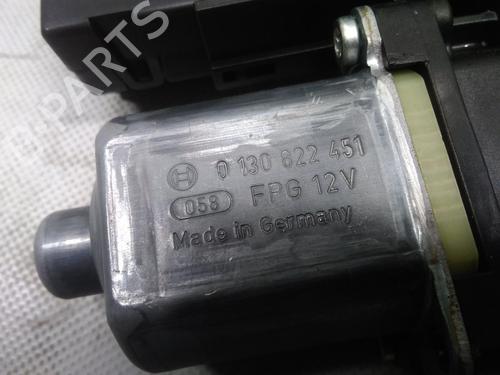 0 130 822 451
058 FPG 12V
Made in Germany
B-PARTS